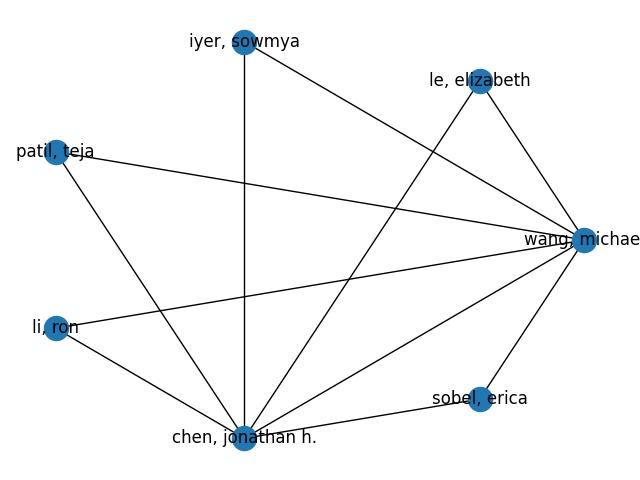 iyer, sowmya
le, elizabeth
patil, teja
wang, michae
li, ron
sobel, erica
chen, jonathan h.